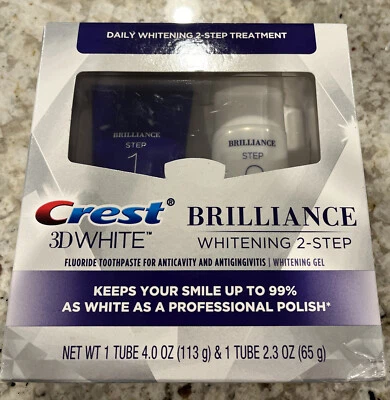 DAILY WHITENING 2-STEP TREATMENT
BRILLIANCE
STEP
1
BRILLIANCE
STEP
Crest®
3DWHITE™
BRILLIANCE
WHITENING 2-STEP
FLUORIDE TOOTHPASTE FOR ANTICAVITY AND ANTIGINGIVITIS | WHITENING GEL
KEEPS YOUR SMILE UP TO 99%
AS WHITE AS A PROFESSIONAL POLISH*
NET WT 1 TUBE 4.0 OZ (113 g) & 1 TUBE 2.3 OZ (65 g)